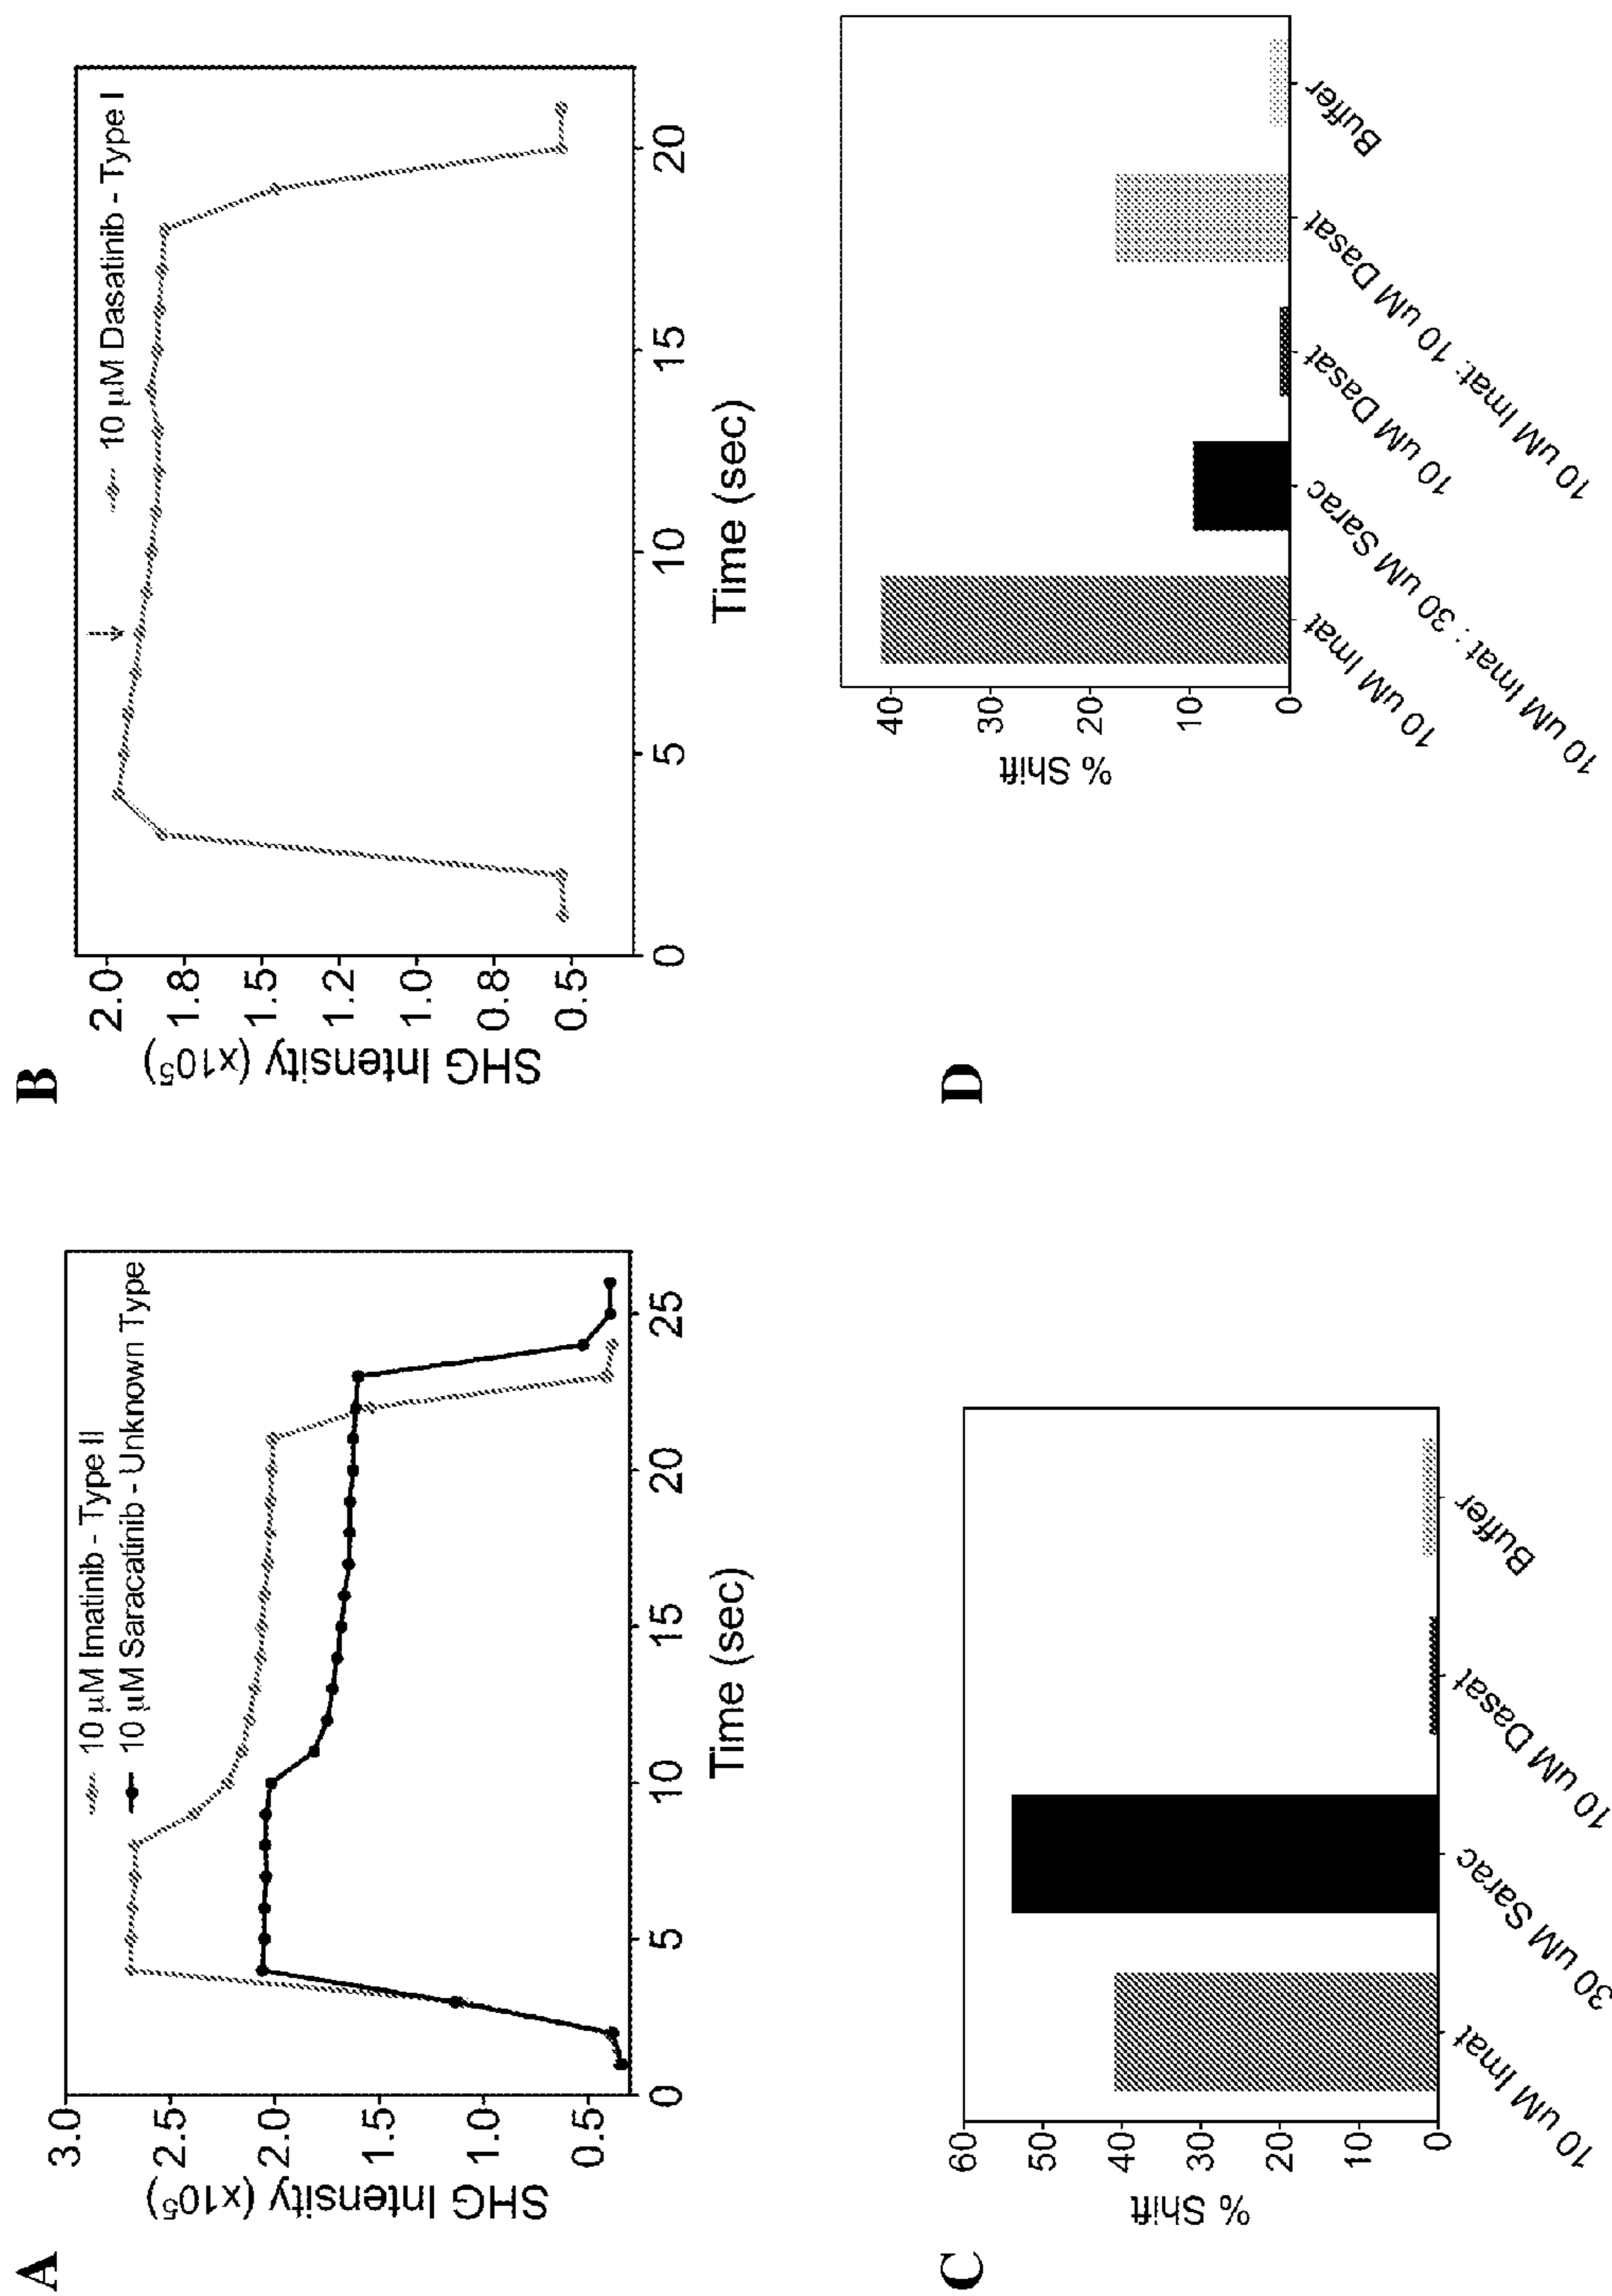 A
SHG Intensity (x10⁵)
3.0
2.5
2.0
1.5
1.0
0.5
10 µM Imatinib - Type II
10 µM Saracatinib - Unknown Type
0 5 10 15 20 25
Time (sec)
B
SHG Intensity (x10⁵)
2.0
1.8
1.5
1.2
1.0
0.8
0.5
10 µM Dasatinib - Type I
0 5 10 15 20
Time (sec)
C
% Shift
60
50
40
30
20
10
0
10 uM Imat
30 uM Sarac
10 uM Dasat
Buffer
D
% Shift
40
30
20
10
0
10 uM Imat
10 uM Imat : 30 uM Sarac
10 uM Dasat
10 uM Imat: 10 uM Dasat
Buffer